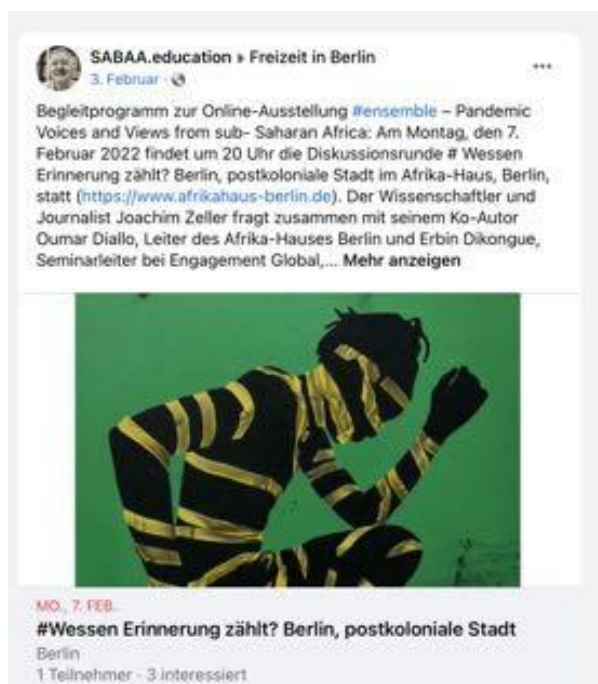 SABAA.education ▸ Freizeit in Berlin
3. Februar ·
Begleitprogramm zur Online-Ausstellung #ensemble – Pandemic
Voices and Views from sub- Saharan Africa: Am Montag, den 7.
Februar 2022 findet um 20 Uhr die Diskussionsrunde # Wessen
Erinnerung zählt? Berlin, postkoloniale Stadt im Afrika-Haus, Berlin,
statt (https://www.afrikahaus-berlin.de). Der Wissenschaftler und
Journalist Joachim Zeller fragt zusammen mit seinem Ko-Autor
Oumar Diallo, Leiter des Afrika-Hauses Berlin und Erbin Dikongue,
Seminarleiter bei Engagement Global,... Mehr anzeigen
MO., 7. FEB.
#Wessen Erinnerung zählt? Berlin, postkoloniale Stadt
Berlin
1 Teilnehmer · 3 interessiert